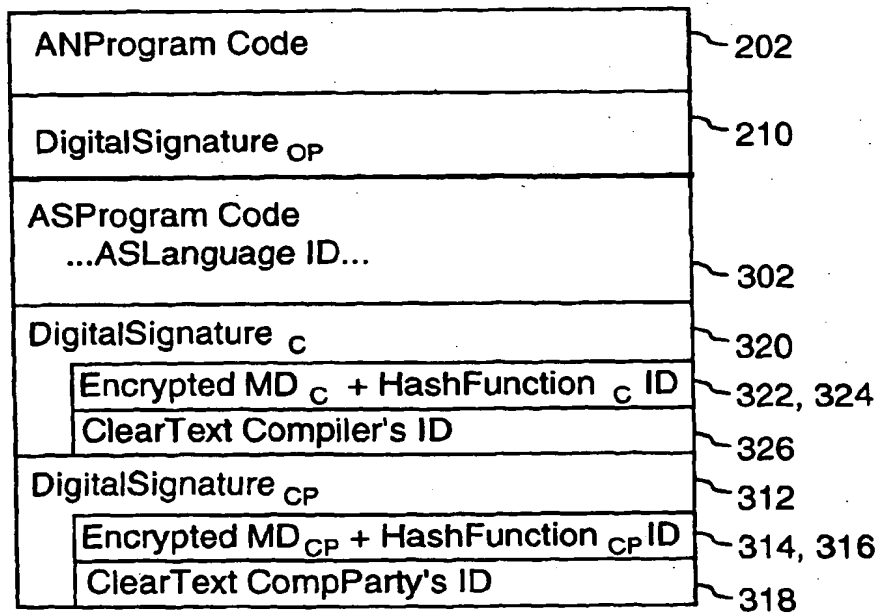 ANProgram Code 202
DigitalSignature OP 210
ASProgram Code
...ASLanguage ID... 302
DigitalSignature C 320
Encrypted MD C + HashFunction C ID 322, 324
ClearText Compiler's ID 326
DigitalSignature CP 312
Encrypted MD CP + HashFunction CP ID 314, 316
ClearText CompParty's ID 318